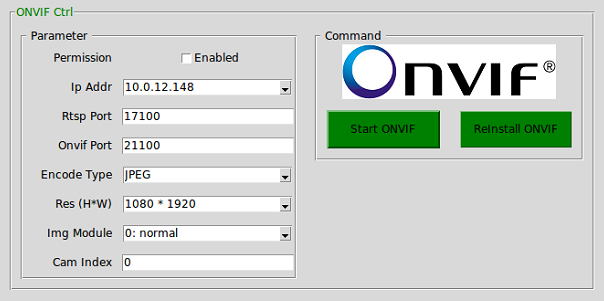 ONVIF Ctrl
Parameter
Permission Enabled
Ip Addr 10.0.12.148
Rtsp Port 17100
Onvif Port 21100
Encode Type JPEG
Res (H*W) 1080 * 1920
Img Module 0: normal
Cam Index 0
Command
ONVIF®
Start ONVIF
ReInstall ONVIF